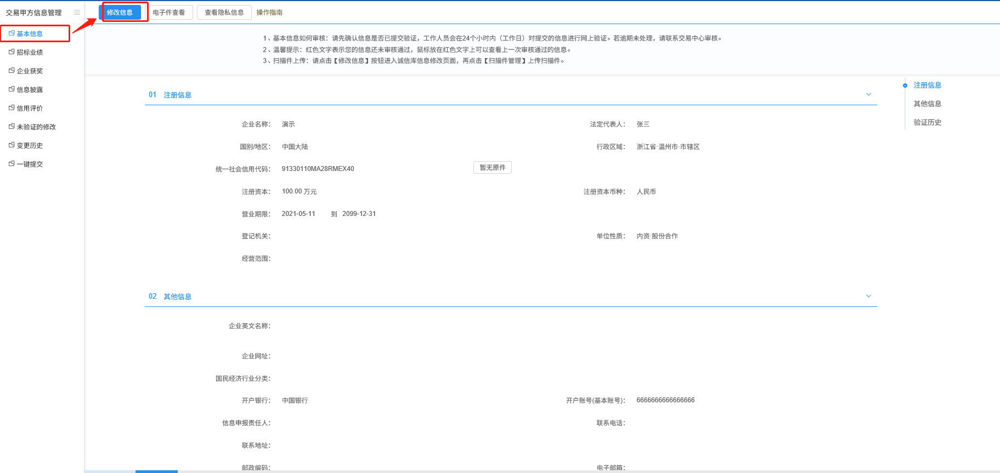 交易甲方信息管理
基本信息
招标业绩
企业获奖
信息披露
信用评价
未验证的修改
变更历史
一键提交
修改信息 电子件查看 查看隐私信息 操作指南
1、基本信息如何审核：请先确认信息是否已提交验证，工作人员会在24个小时内（工作日）对提交的信息进行网上验证。若逾期未处理，请联系交易中心审核。
2、温馨提示：红色文字表示您的信息还未审核通过，鼠标放在红色文字上可以查看上一次审核通过的信息。
3、扫描件上传：请点击【修改信息】按钮进入诚信库信息修改页面，再点击【扫描件管理】上传扫描件。
注册信息
其他信息
验证历史
01 注册信息
企业名称： 演示 法定代表人： 张三
国别/地区： 中国大陆 行政区域： 浙江省·温州市·市辖区
统一社会信用代码： 91330110MA28RMEX40 暂无原件
注册资本： 100.00 万元 注册资本币种： 人民币
营业期限： 2021-05-11 到 2099-12-31
登记机关： 单位性质： 内资·股份合作
经营范围：
02 其他信息
企业英文名称：
企业网址：
国民经济行业分类：
开户银行： 中国银行 开户账号(基本账号)： 6666666666666666
信息申报责任人： 联系电话：
联系地址：
邮政编码： 电子邮箱：